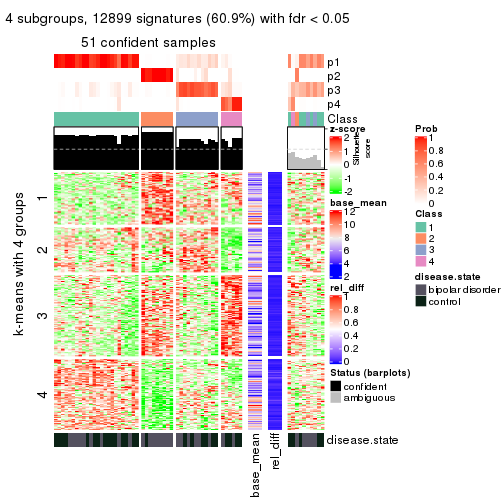 4 subgroups, 12899 signatures (60.9%) with fdr < 0.05
51 confident samples
p1
p2
p3
p4
Class
1
2
3
4
k-means with 4 groups
Silhouette
score
base_mean
rel_diff
disease.state
z-score
2
1
0
-1
-2
base_mean
12
10
8
6
4
2
rel_diff
1
0.8
0.6
0.4
0.2
0
Status (barplots)
confident
ambiguous
Prob
1
0.8
0.6
0.4
0.2
0
Class
1
2
3
4
disease.state
bipolar disorder
control